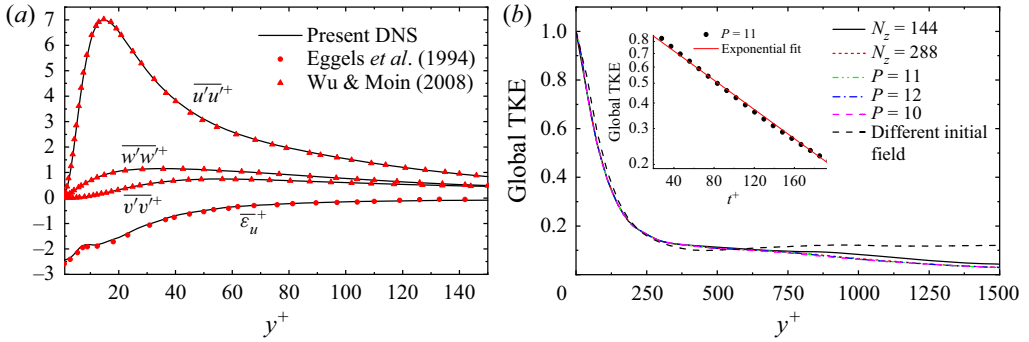 (a)
7
6
5
4
3
2
1
0
−1
−2
−3
20
40
60
80
100
120
140
y+
Present DNS
Eggels et al. (1994)
Wu & Moin (2008)
u′u′+
w′w′+
v′v′+
εu+
(b)
Global TKE
1.0
0.8
0.6
0.4
0.2
0
250
500
750
1000
1250
1500
y+
Nz = 144
Nz = 288
P = 11
P = 12
P = 10
Different initial
field
Global TKE
0.8
0.7
0.6
0.5
0.4
0.3
0.2
40
80
120
160
t+
P = 11
Exponential fit